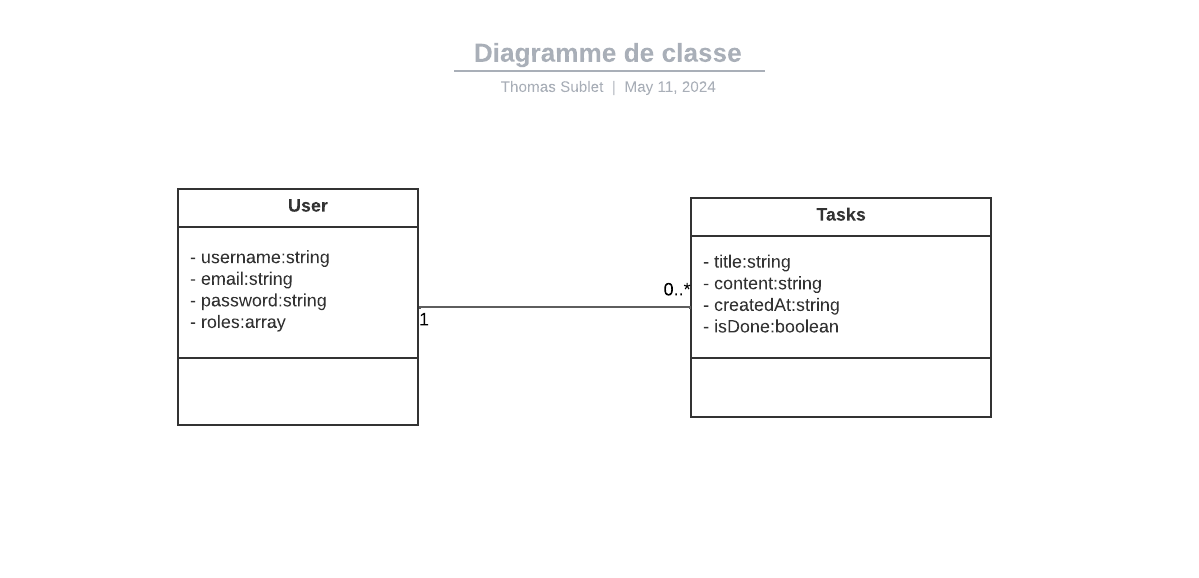 Diagramme de classe
Thomas Sublet | May 11, 2024
User
- username:string
- email:string
- password:string
- roles:array
1
0..*
Tasks
- title:string
- content:string
- createdAt:string
- isDone:boolean